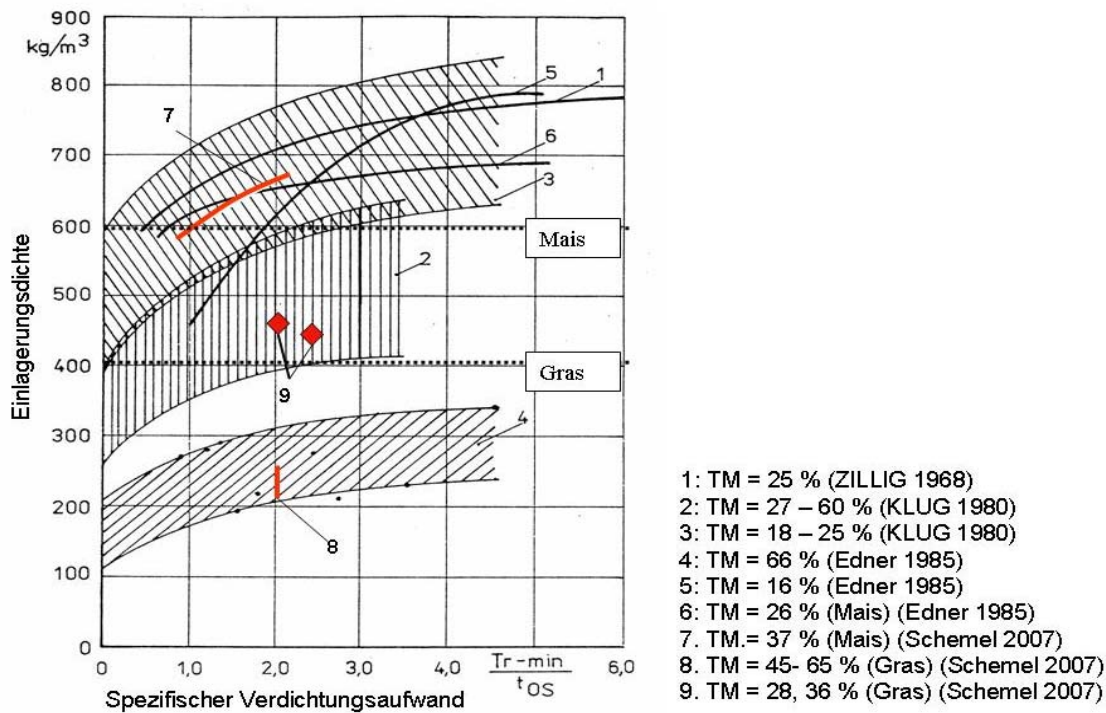 900
kg/m³
800
700
600
500
400
300
200
100
0
Einlagerungsdichte
7
5
1
6
3
Mais
2
9
Gras
4
8
0 1,0 2,0 3,0 4,0 Tr-min/tOS 6,0
Spezifischer Verdichtungsaufwand
1: TM = 25 % (ZILLIG 1968)
2: TM = 27 – 60 % (KLUG 1980)
3: TM = 18 – 25 % (KLUG 1980)
4: TM = 66 % (Edner 1985)
5: TM = 16 % (Edner 1985)
6: TM = 26 % (Mais) (Edner 1985)
7. TM.= 37 % (Mais) (Schemel 2007)
8. TM = 45- 65 % (Gras) (Schemel 2007)
9. TM = 28, 36 % (Gras) (Schemel 2007)